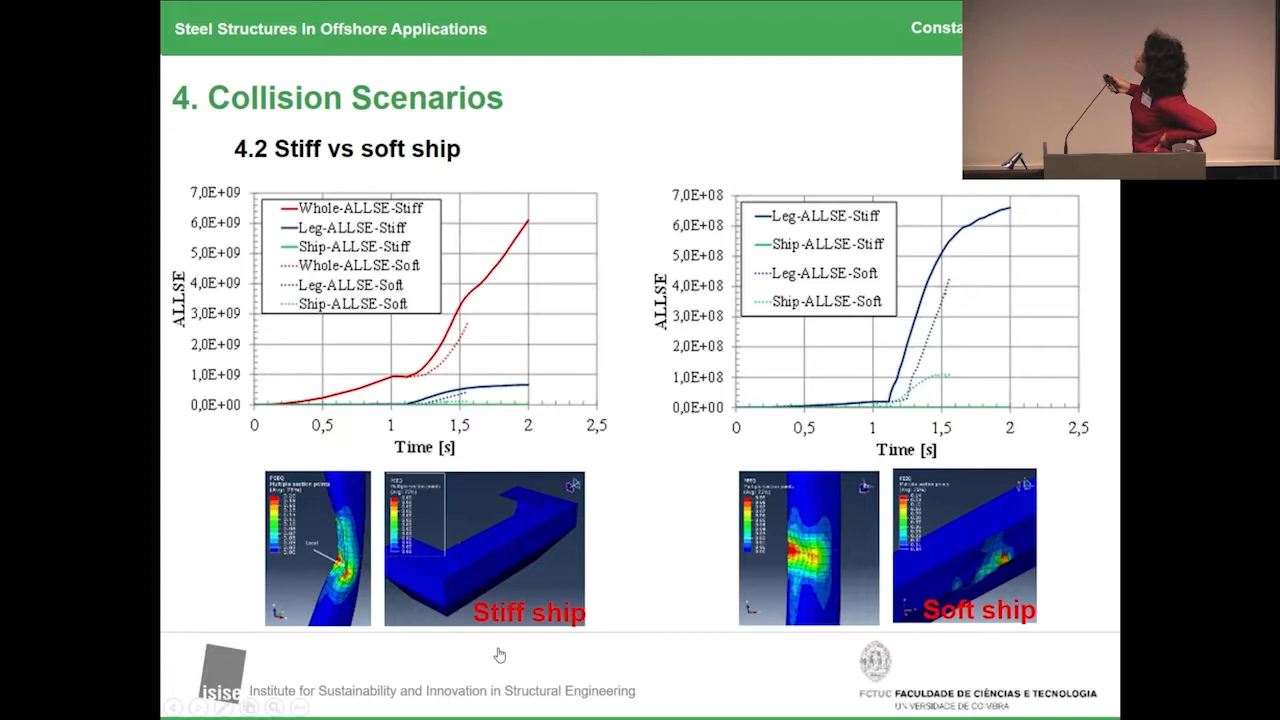 Steel Structures In Offshore Applications
Consta
4. Collision Scenarios
4.2 Stiff vs soft ship
7,0E+09
6,0E+09
5,0E+09
4,0E+09
3,0E+09
2,0E+09
1,0E+09
0,0E+00
ALLSE
Whole-ALLSE-Stiff
Leg-ALLSE-Stiff
Ship-ALLSE-Stiff
Whole-ALLSE-Soft
Leg-ALLSE-Soft
Ship-ALLSE-Soft
0 0,5 1 1,5 2 2,5
Time [s]
7,0E+08
6,0E+08
5,0E+08
4,0E+08
3,0E+08
2,0E+08
1,0E+08
0,0E+00
ALLSE
Leg-ALLSE-Stiff
Ship-ALLSE-Stiff
Leg-ALLSE-Soft
Ship-ALLSE-Soft
0 0,5 1 1,5 2 2,5
Time [s]
Stiff ship
Soft ship
isise
Institute for Sustainability and Innovation in Structural Engineering
FCTUC FACULDADE DE CIÊNCIAS E TECNOLOGIA
UNIVERSIDADE DE COIMBRA